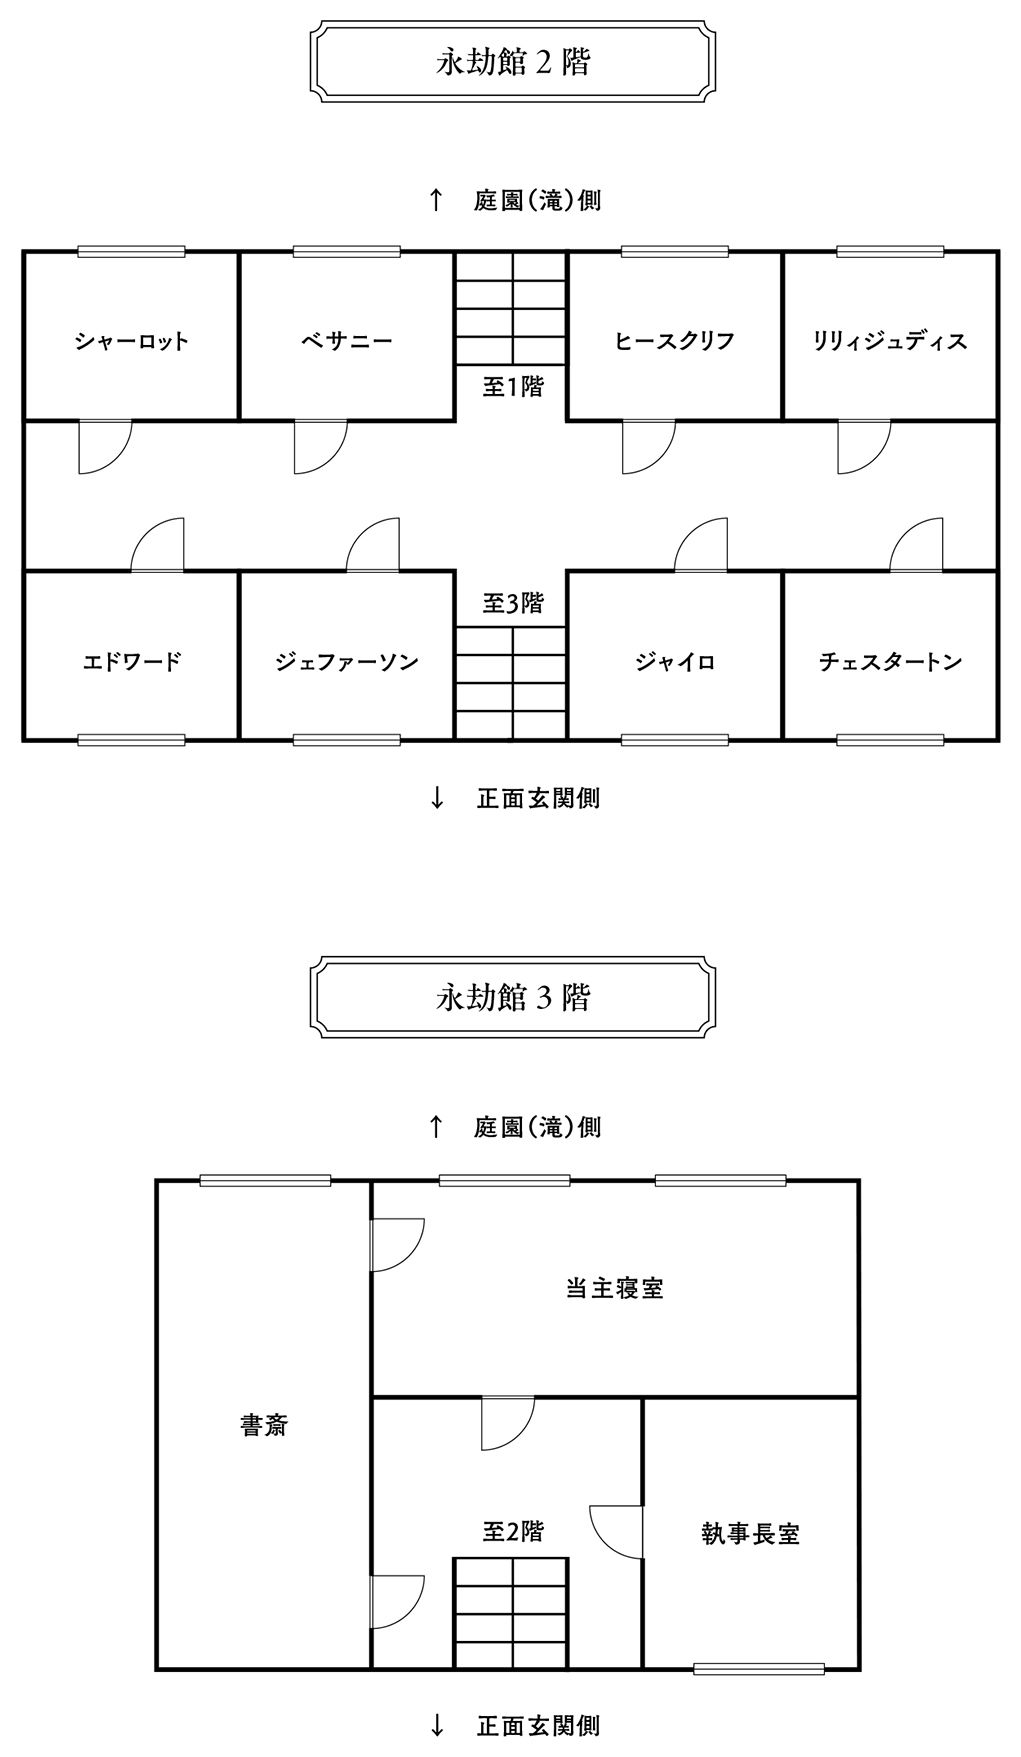 永劫館2階
↑ 庭園(滝)側
シャーロット
ベサニー
至1階
ヒースクリフ
リリィジュディス
エドワード
ジェファーソン
至3階
ジャイロ
チェスタートン
↓ 正面玄関側
永劫館3階
↑ 庭園(滝)側
当主寝室
書斎
至2階
執事長室
↓ 正面玄関側